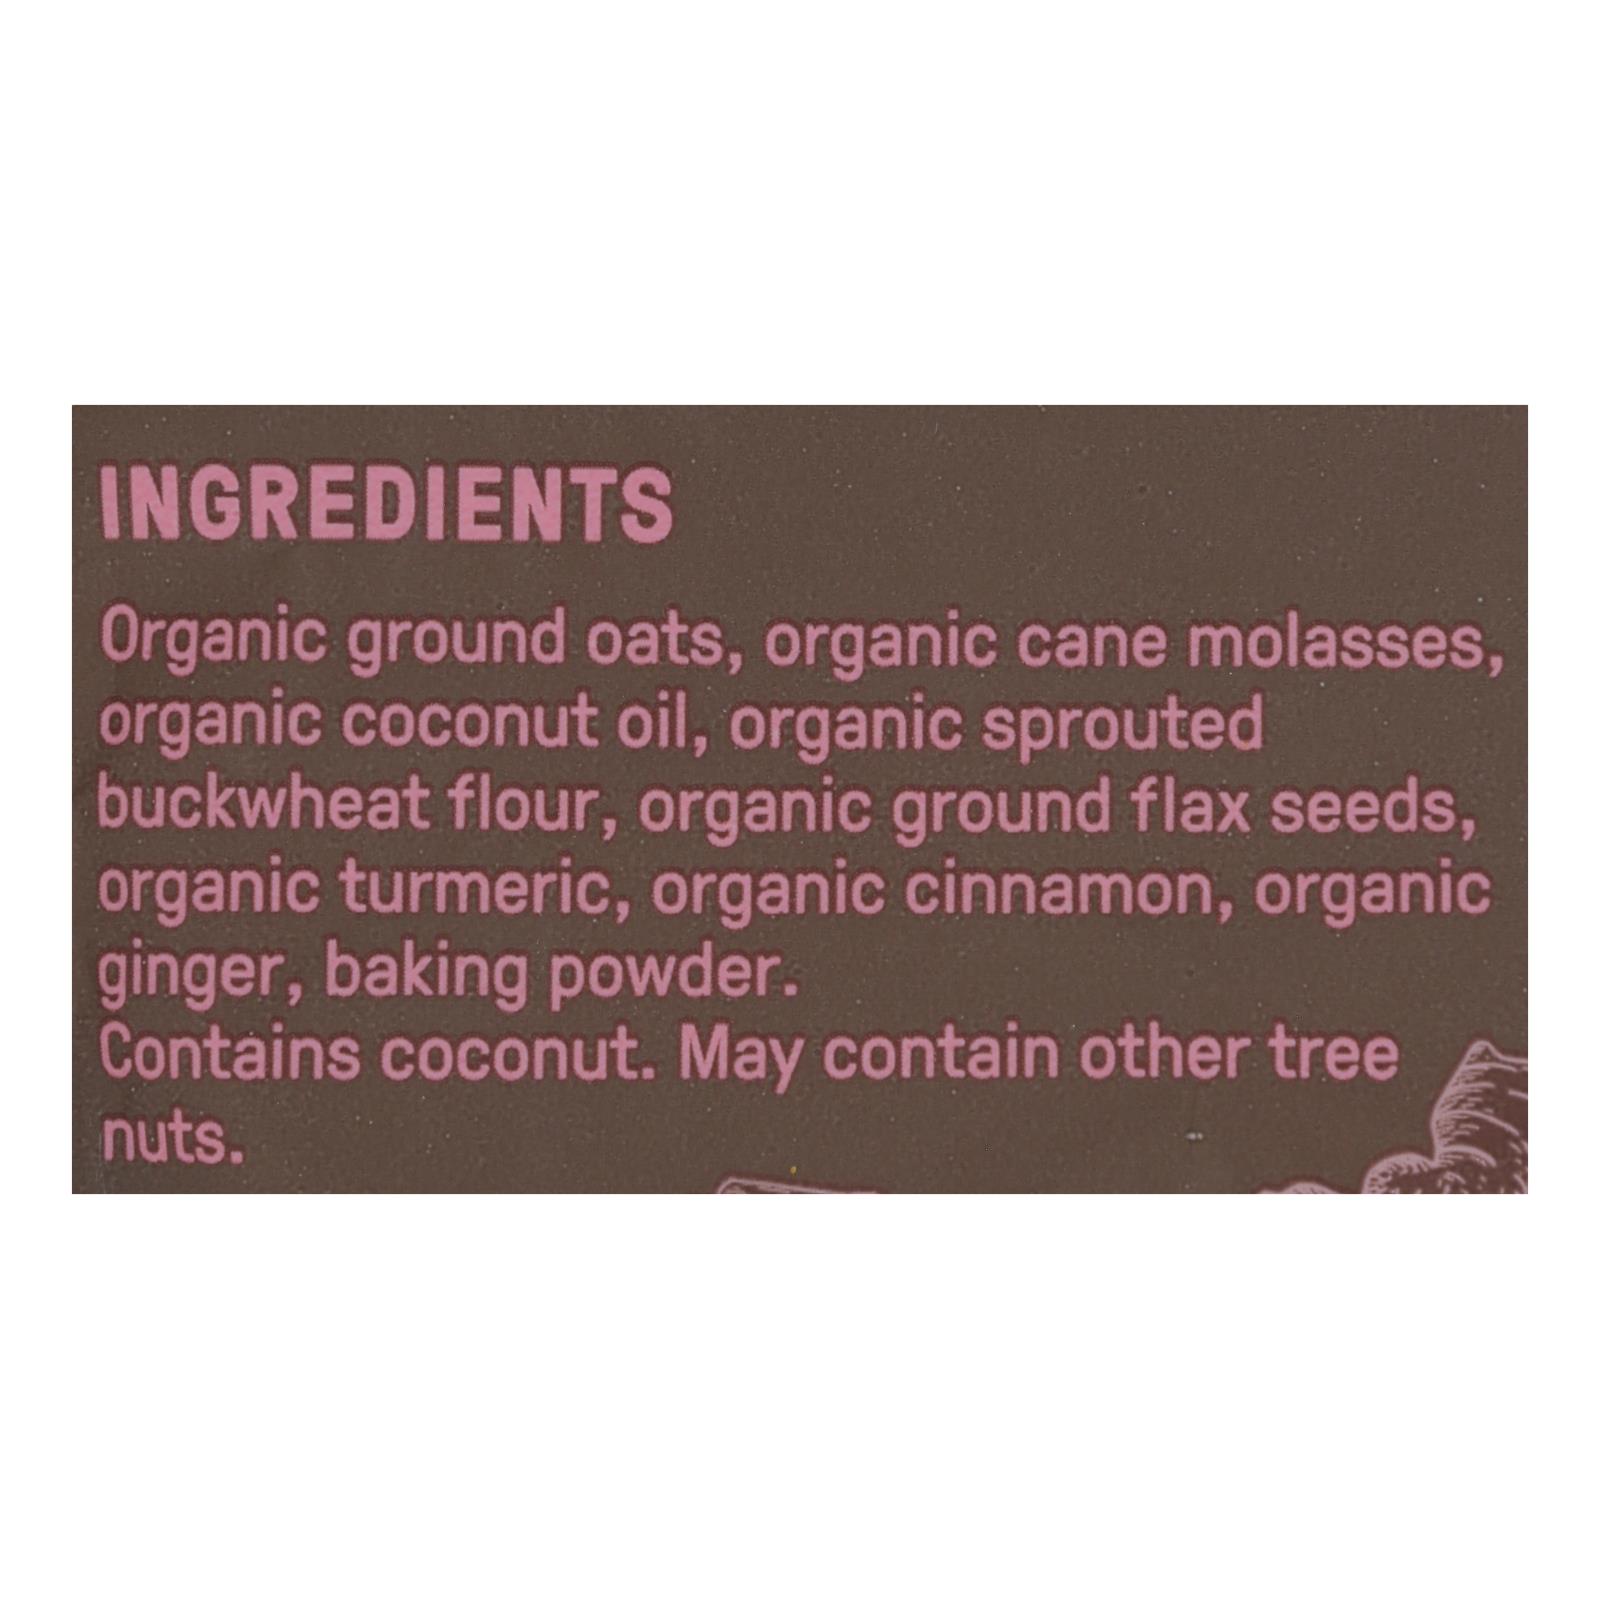 INGREDIENTS
Organic ground oats, organic cane molasses,
organic coconut oil, organic sprouted
buckwheat flour, organic ground flax seeds,
organic turmeric, organic cinnamon, organic
ginger, baking powder.
Contains coconut. May contain other tree
nuts.